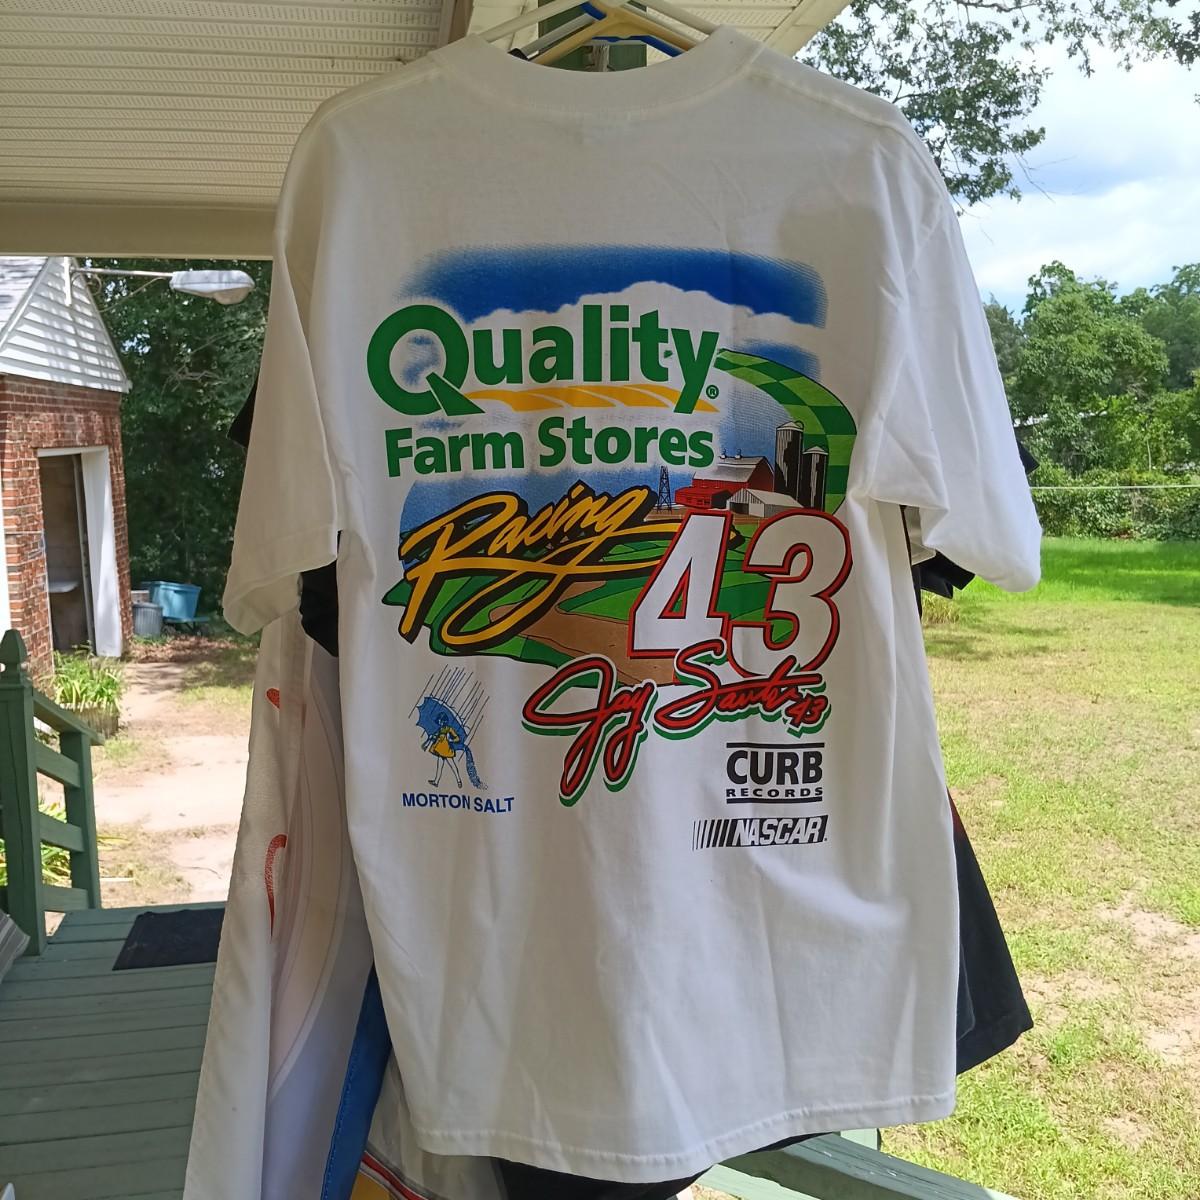 Quality®
Farm Stores
Racing
43
Jay Sauter
43
MORTON SALT
CURB
RECORDS
NASCAR